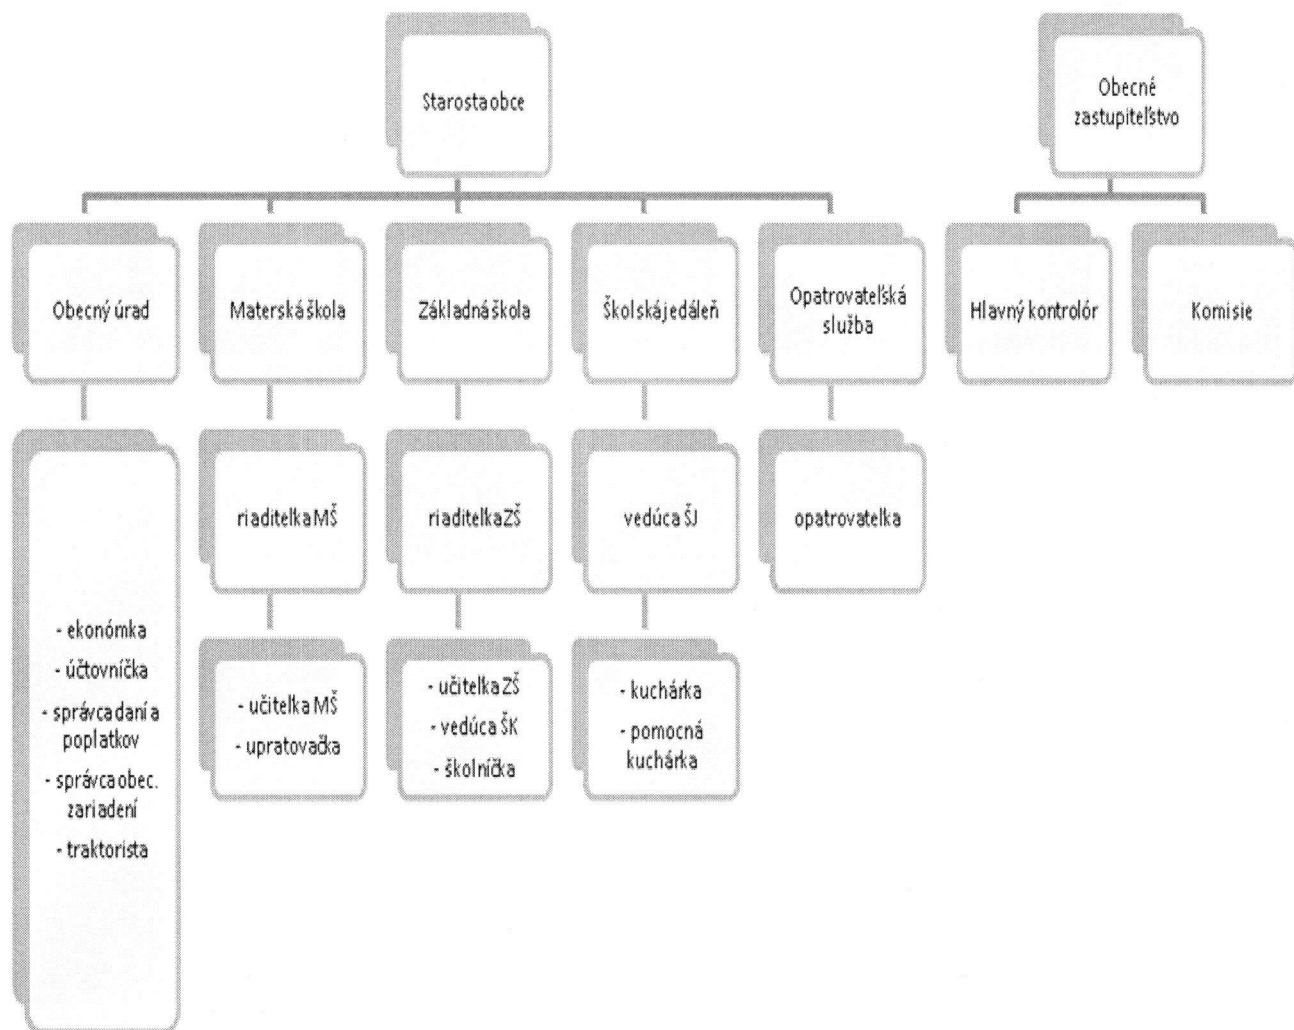 Starosta obce
Obecné
zastupiteľstvo
Obecný úrad
Materská škola
Základná škola
Školská jedáleň
Opatrovateľská
služba
Hlavný kontrolór
Komisie
riaditeľka MŠ
riaditeľka ZŠ
vedúca ŠJ
opatrovateľka
- ekonómka
- účtovníčka
- správca daní a
poplatkov
- správca obec.
zariadení
- traktorista
- učiteľka MŠ
- upratovačka
- učiteľka ZŠ
- vedúca ŠK
- školníčka
- kuchárka
- pomocná
kuchárka